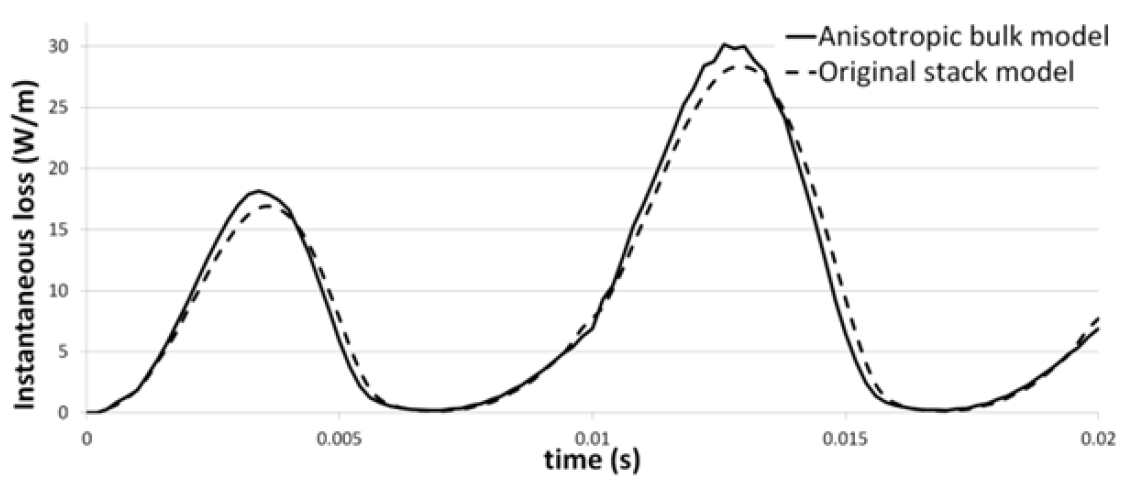 Anisotropic bulk model
Original stack model
Instantaneous loss (W/m)
30
25
20
15
10
5
0
0 0.005 0.01 0.015 0.02
time (s)